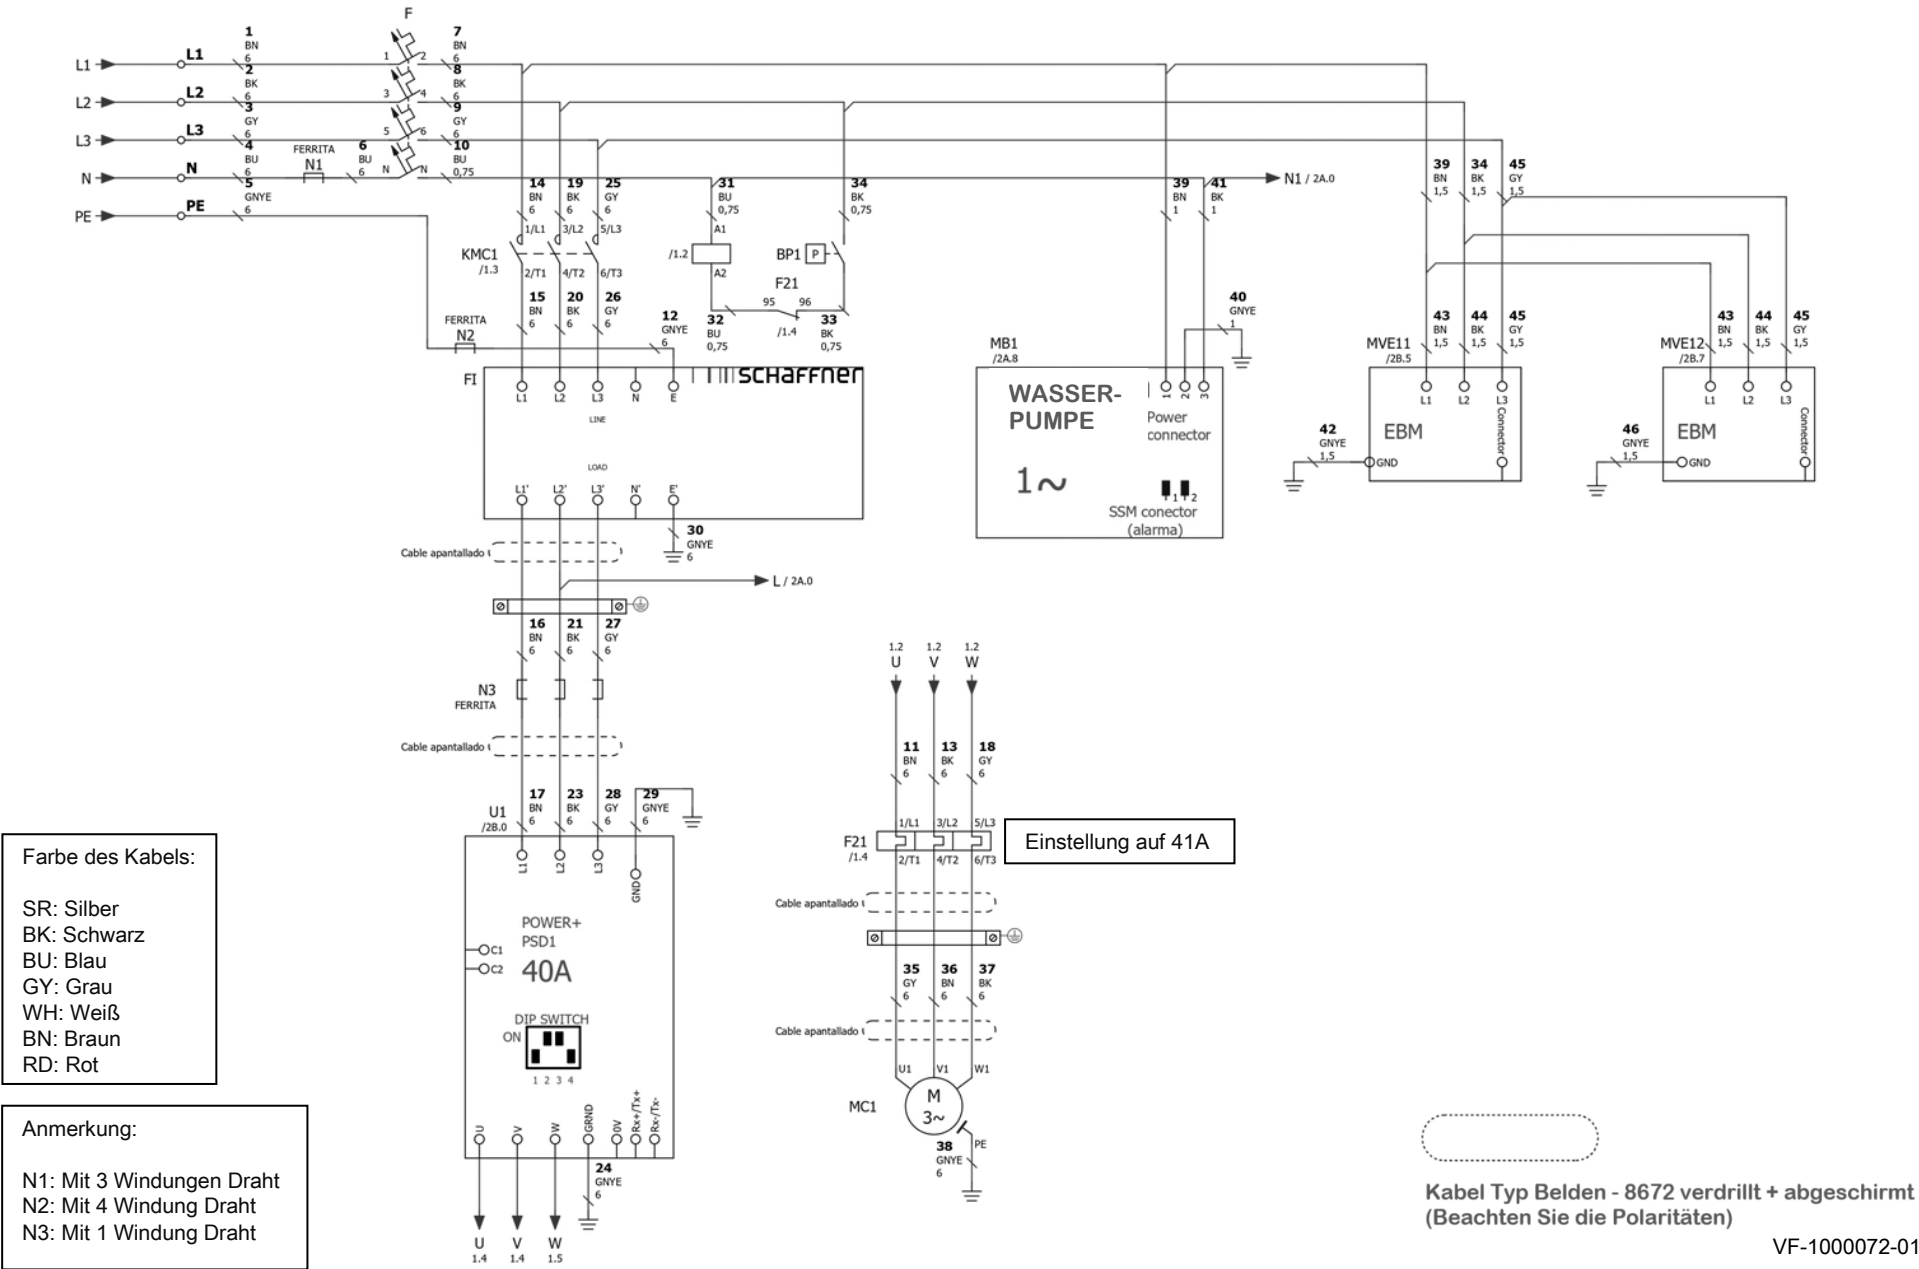 F
L1
L1
1
BN
6
1
2
7
BN
6
L2
L2
2
BK
6
3
4
8
BK
6
L3
L3
3
GY
6
5
6
9
GY
6
N
N
4
BU
6
FERRITA
N1
6
BU
6
N
N
10
BU
0,75
PE
PE
5
GNYE
6
14
BN
6
19
BK
6
25
GY
6
31
BU
0,75
34
BK
0,75
39
BN
1
41
BK
1
N1 / 2A.0
39
BN
1,5
34
BK
1,5
45
GY
1,5
KMC1
/1.3
1/L1
3/L2
5/L3
2/T1
4/T2
6/T3
/1.2
A1
A2
BP1
P
F21
95
96
/1.4
15
BN
6
20
BK
6
26
GY
6
FERRITA
N2
12
GNYE
6
32
BU
0,75
33
BK
0,75
40
GNYE
1
43
BN
1,5
44
BK
1,5
45
GY
1,5
43
BN
1,5
44
BK
1,5
45
GY
1,5
FI
SCHAFFNER
L1
L2
L3
N
E
LINE
LOAD
L1'
L2'
L3'
N'
E'
30
GNYE
6
MB1
/2A.8
WASSER-
PUMPE
1~
1
2
3
Power
connector
1
2
SSM conector
(alarma)
MVE11
/2B.5
L1
L2
L3
EBM
Connector
GND
42
GNYE
1,5
MVE12
/2B.7
L1
L2
L3
EBM
Connector
GND
46
GNYE
1,5
Cable apantallado
L / 2A.0
16
BN
6
21
BK
6
27
GY
6
N3
FERRITA
Cable apantallado
17
BN
6
23
BK
6
28
GY
6
29
GNYE
6
U1
/2B.0
L1
L2
L3
GND
POWER+
PSD1
40A
C1
C2
DIP SWITCH
ON
1 2 3 4
U
V
W
GRND
0V
Rx+/Tx+
Rx-/Tx-
24
GNYE
6
U
1.4
V
1.4
W
1.5
1.2
U
1.2
V
1.2
W
11
BN
6
13
BK
6
18
GY
6
F21
/1.4
1/L1
3/L2
5/L3
2/T1
4/T2
6/T3
Einstellung auf 41A
Cable apantallado
35
GY
6
36
BN
6
37
BK
6
Cable apantallado
U1
V1
W1
MC1
M
3~
PE
38
GNYE
6
Farbe des Kabels:
SR: Silber
BK: Schwarz
BU: Blau
GY: Grau
WH: Weiß
BN: Braun
RD: Rot
Anmerkung:
N1: Mit 3 Windungen Draht
N2: Mit 4 Windung Draht
N3: Mit 1 Windung Draht
Kabel Typ Belden - 8672 verdrillt + abgeschirmt
(Beachten Sie die Polaritäten)
VF-1000072-01